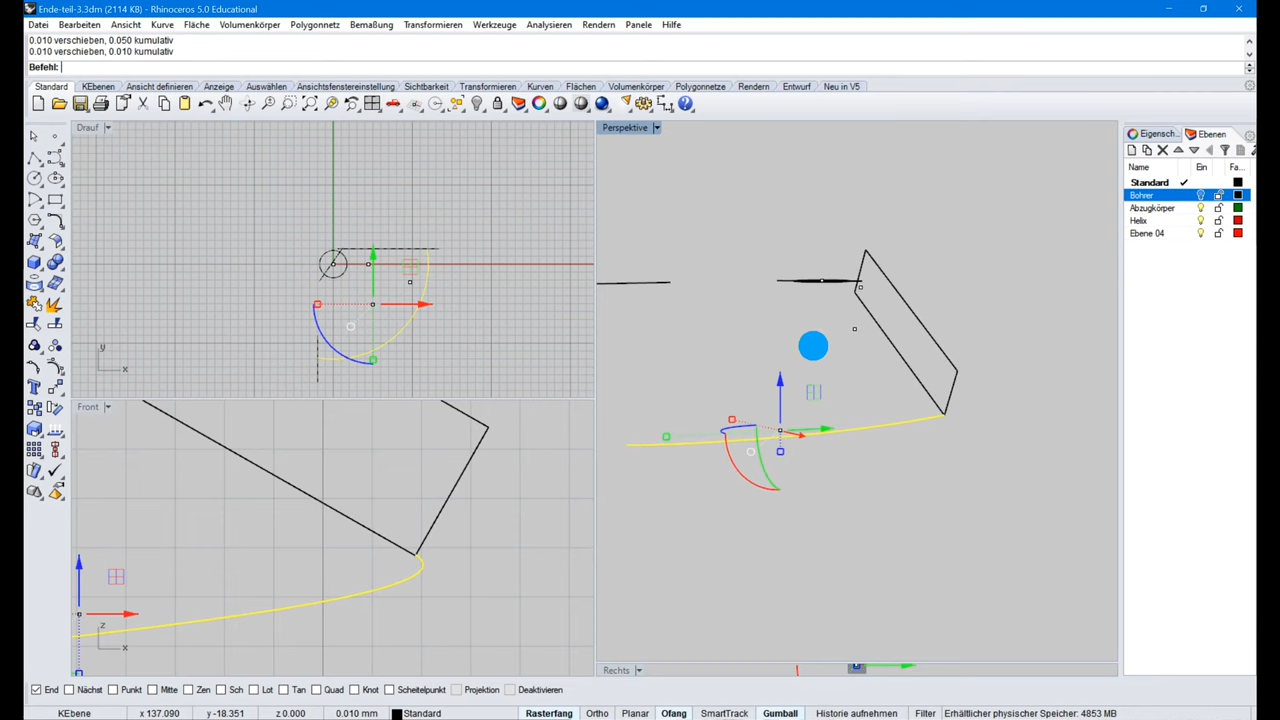 Ende-teil-3.3dm (2114 KB) - Rhinoceros 5.0 Educational
Datei Bearbeiten Ansicht Kurve Fläche Volumenkörper Polygonnetz Bemaßung Transformieren Werkzeuge Analysieren Rendern Panele Hilfe
0.010 verschieben, 0.050 kumulativ
0.010 verschieben, 0.010 kumulativ
Befehl:
Standard KEbenen Ansicht definieren Anzeige Auswählen Ansichtsfenstereinstellung Sichtbarkeit Transformieren Kurven Flächen Volumenkörper Polygonnetze Rendern Entwurf Neu in V5
Drauf
Perspektive
Eigensch
Ebenen
Name Ein Fa...
Standard
Bohrer
Abzugkörper
Helix
Ebene 04
y
x
Front
z
x
Rechts
End Nächst Punkt Mitte Zen Sch Lot Tan Quad Knot Scheitelpunkt Projektion Deaktivieren
KEbene x 137.090 y -18.351 z 0.000 0.010 mm Standard Rasterfang Ortho Planar Ofang SmartTrack Gumball Historie aufnehmen Filter Erhältlicher physischer Speicher: 4853 MB